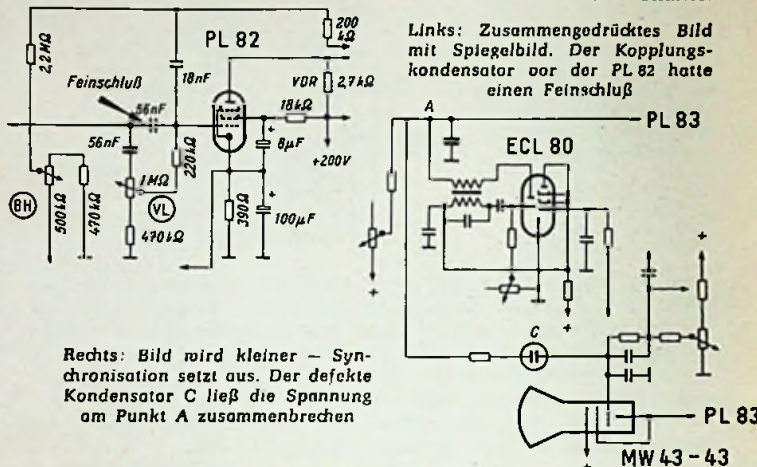 200
kΩ
PL 82
2,2MΩ
Feinschluß
18nF
VDR
2,7kΩ
56nF
18kΩ
56nF
8µF
+
+200V
1MΩ
220kΩ
BH
500kΩ
470kΩ
VL
390Ω
+
100µF
470kΩ
Links: Zusammengedrücktes Bild
mit Spiegelbild. Der Kopplungs-
kondensator vor der PL 82 hatte
einen Feinschluß
A
PL 83
ECL 80
+
+
+
C
Rechts: Bild wird kleiner – Syn-
chronisation setzt aus. Der defekte
Kondensator C ließ die Spannung
am Punkt A zusammenbrechen
PL 83
MW 43 - 43
+